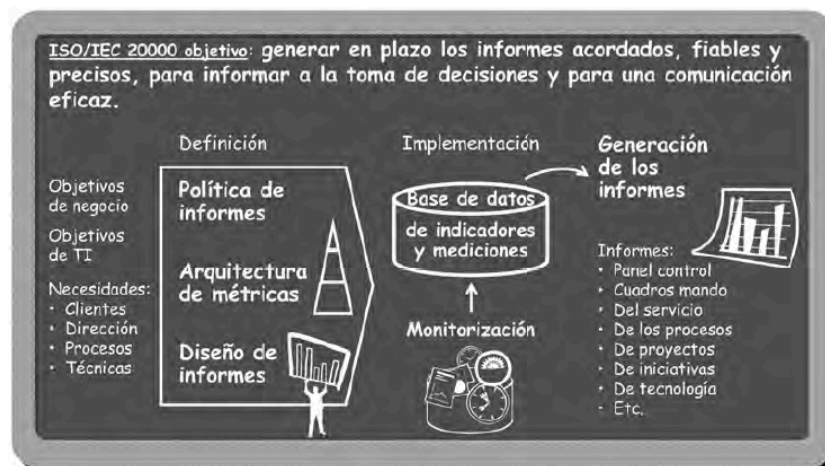 ISO/IEC 20000 objetivo: generar en plazo los informes acordados, fiables y
precisos, para informar a la toma de decisiones y para una comunicación
eficaz.
Definición
Objetivos
de negocio
Objetivos
de TI
Necesidades:
• Clientes
• Dirección
• Procesos
• Técnicas
Política de
informes
Arquitectura
de métricas
Diseño de
informes
Implementación
Base de datos
de indicadores
y mediciones
Monitorización
Generación
de los
informes
Informes:
• Panel control
• Cuadros mando
• Del servicio
• De los procesos
• De proyectos
• De iniciativas
• De tecnología
• Etc.